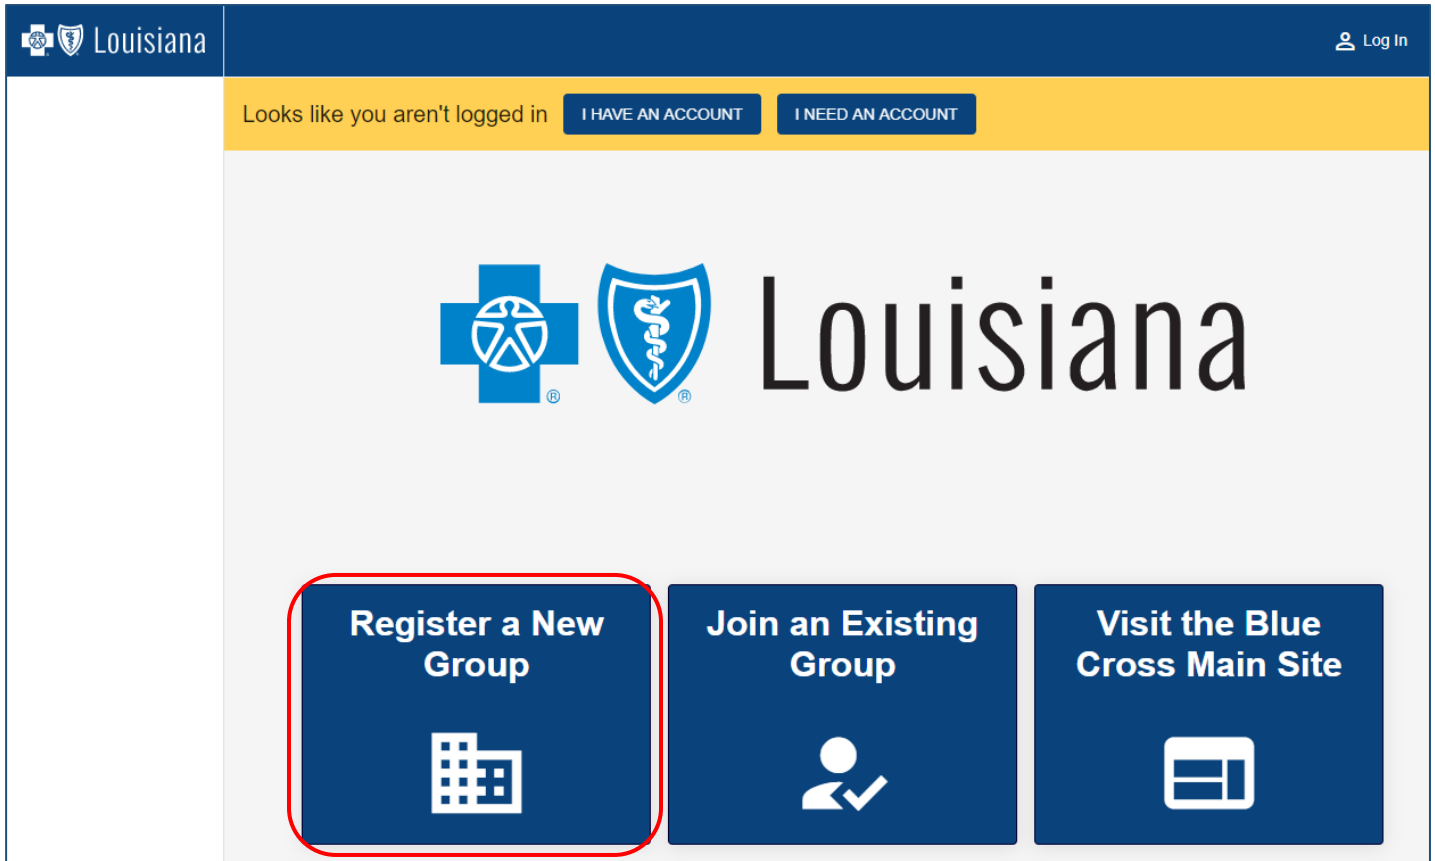 Louisiana
Log In
Looks like you aren't logged in
I HAVE AN ACCOUNT
I NEED AN ACCOUNT
® ® Louisiana
Register a New
Group
Join an Existing
Group
Visit the Blue
Cross Main Site